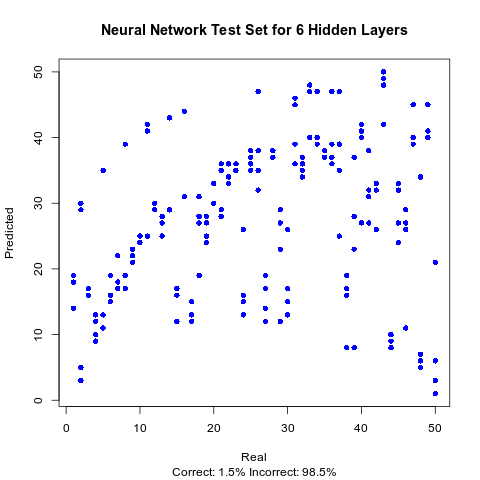 Neural Network Test Set for 6 Hidden Layers
Predicted
50
40
30
20
10
0
0 10 20 30 40 50
Real
Correct: 1.5% Incorrect: 98.5%